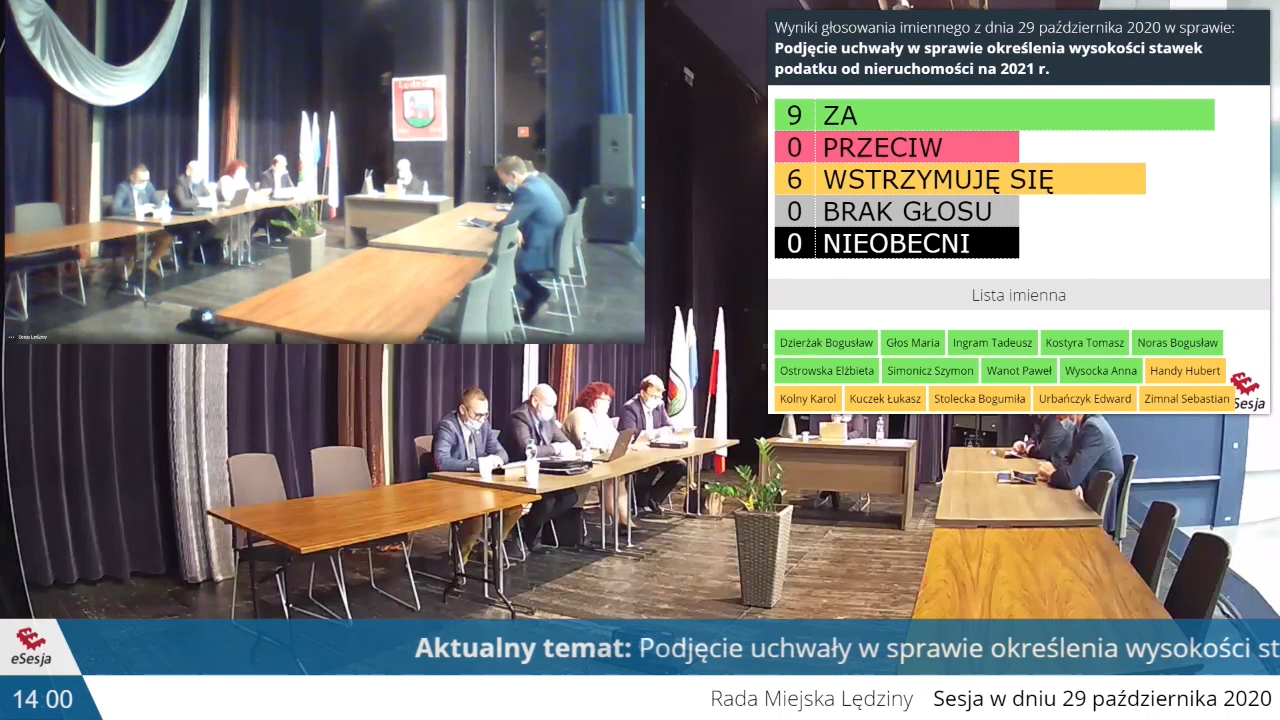 Wyniki głosowania imiennego z dnia 29 października 2020 w sprawie:
Podjęcie uchwały w sprawie określenia wysokości stawek
podatku od nieruchomości na 2021 r.
9 ZA
0 PRZECIW
6 WSTRZYMUJĘ SIĘ
0 BRAK GŁOSU
0 NIEOBECNI
Lista imienna
Dzierżak Bogusław Głos Maria Ingram Tadeusz Kostyra Tomasz Noras Bogusław
Ostrowska Elżbieta Simonicz Szymon Wanot Paweł Wysocka Anna Handy Hubert
Kolny Karol Kuczek Łukasz Stolecka Bogumiła Urbańczyk Edward Zimnal Sebastian
eSesja
Aktualny temat: Podjęcie uchwały w sprawie określenia wysokości st
eSesja
14:00
Rada Miejska Lędziny Sesja w dniu 29 października 2020